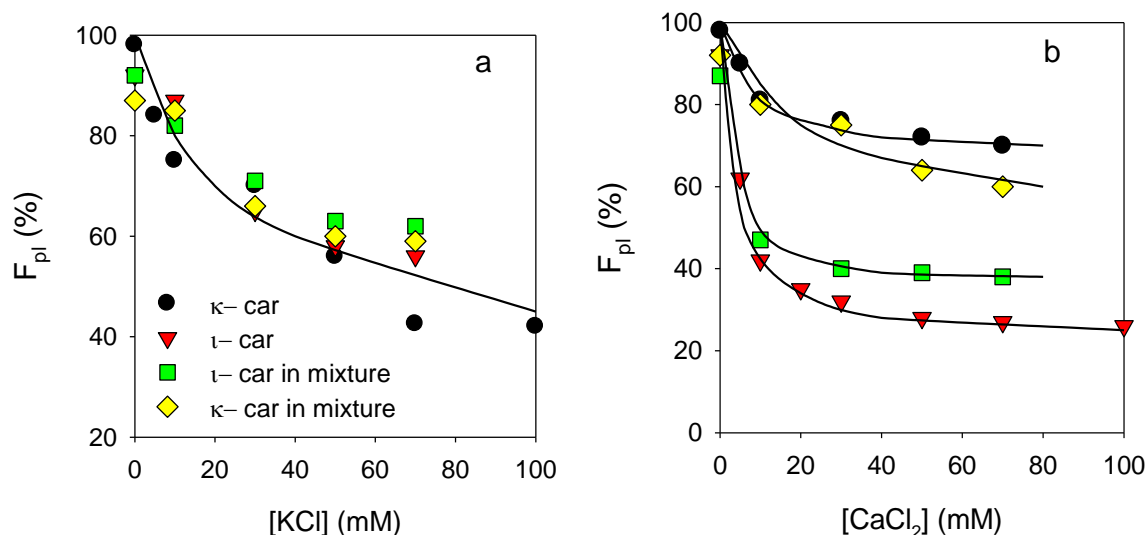 a
100
80
60
40
20
F_pl (%)
κ– car
ι– car
ι– car in mixture
κ– car in mixture
0 20 40 60 80 100
[KCl] (mM)
b
100
80
60
40
20
0
F_pl (%)
0 20 40 60 80 100
[CaCl₂] (mM)